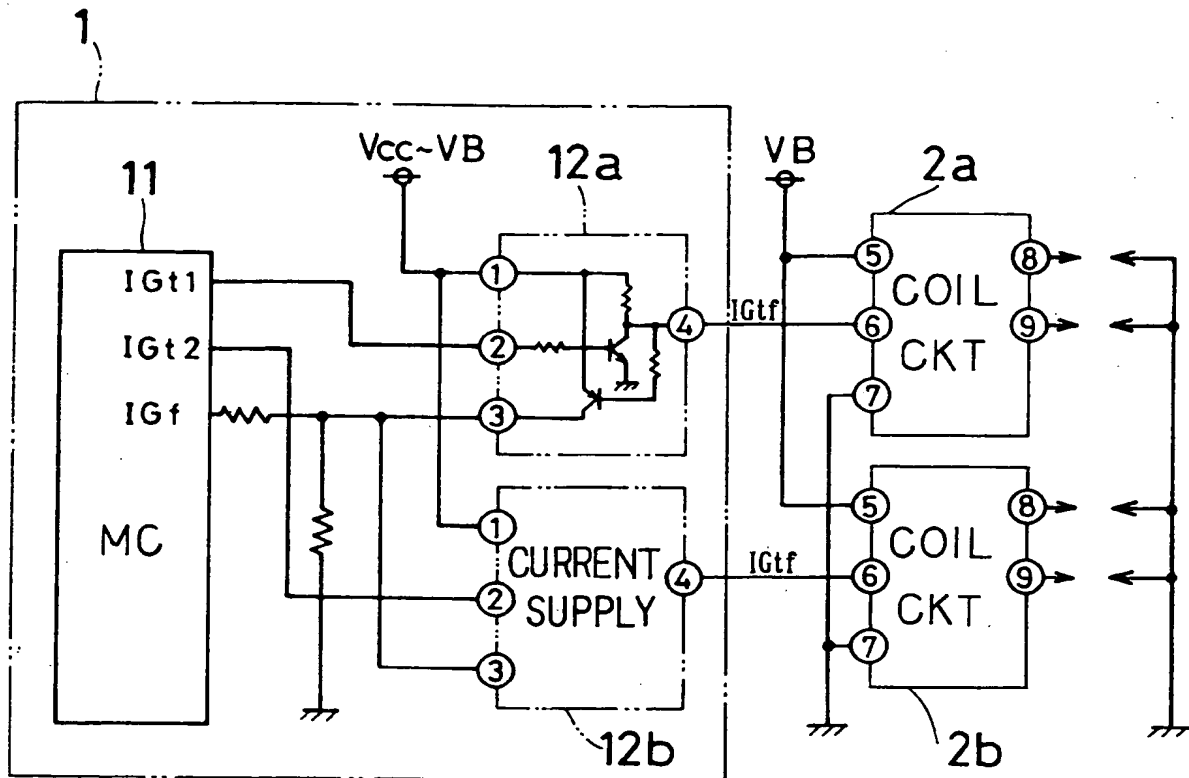 1
Vcc~VB
VB
11
12a
2a
IGt1
IGt2
IGf
MC
1
2
3
4
IGtf
5
6
7
8
9
COIL
CKT
1
2
3
4
CURRENT
SUPPLY
IGtf
5
6
7
8
9
COIL
CKT
12b
2b